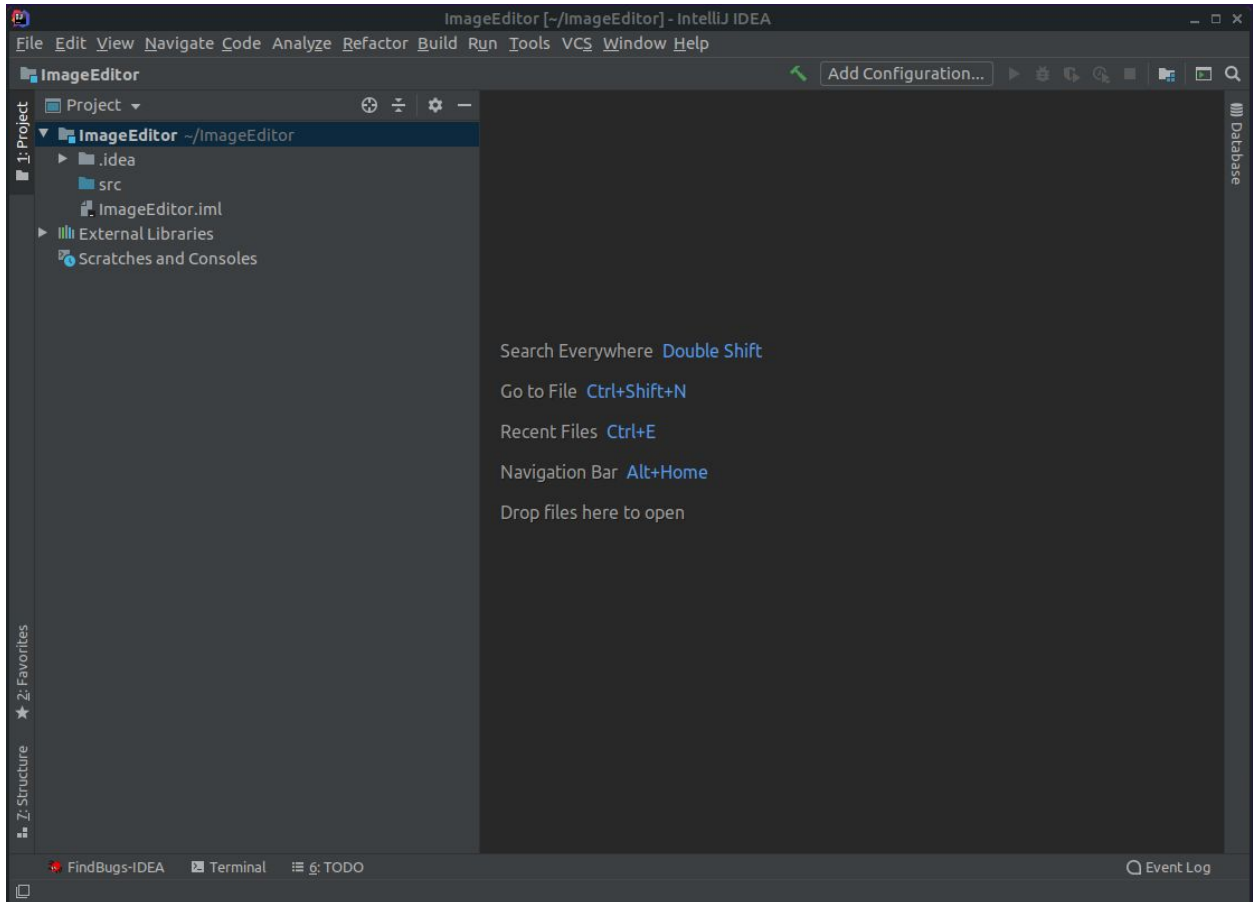 ImageEditor [~/ImageEditor] - IntelliJ IDEA
File Edit View Navigate Code Analyze Refactor Build Run Tools VCS Window Help
ImageEditor
Add Configuration...
1: Project
Project
ImageEditor ~/ImageEditor
.idea
src
ImageEditor.iml
External Libraries
Scratches and Consoles
Search Everywhere Double Shift
Go to File Ctrl+Shift+N
Recent Files Ctrl+E
Navigation Bar Alt+Home
Drop files here to open
Database
2: Favorites
7: Structure
FindBugs-IDEA Terminal 6: TODO Event Log